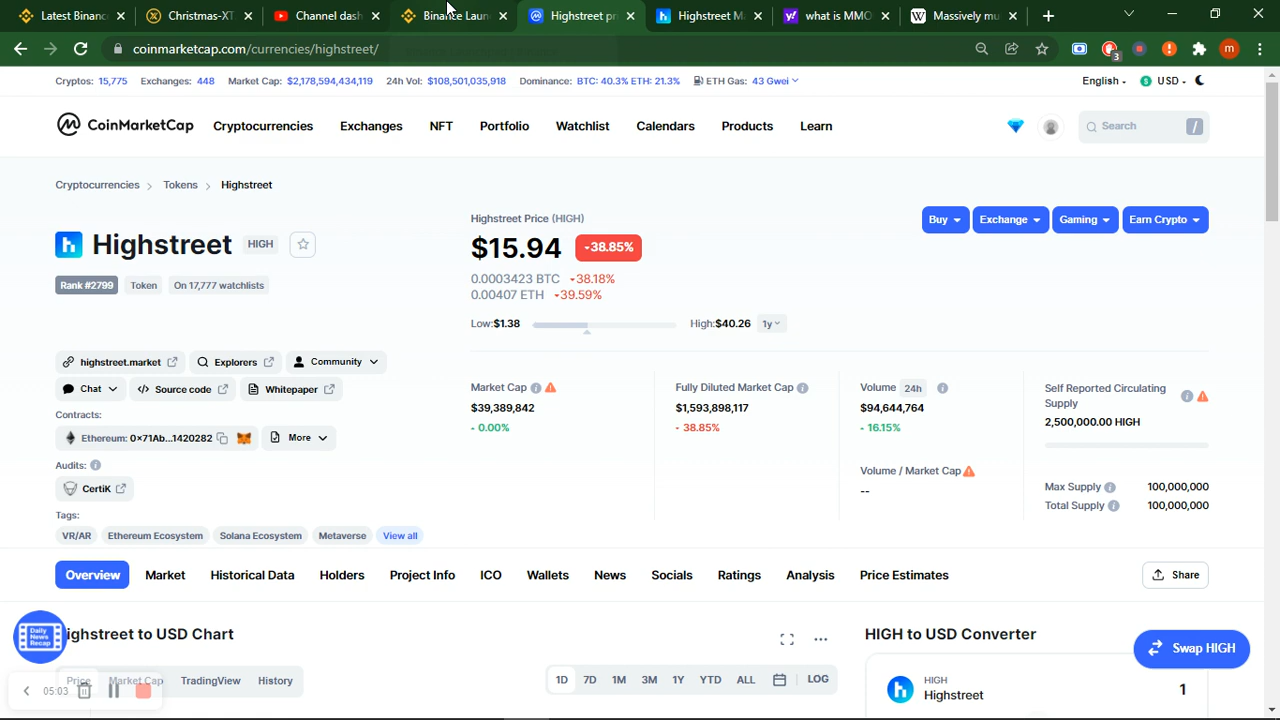 Latest Binanc
Christmas XT
Channel dash
Binance Laun
Highstreet pr
Highstreet M
what is MMO
Massively mu
coinmarketcap.com/currencies/highstreet/
m
3
Cryptos: 15,775 Exchanges: 448 Market Cap: $2,178,594,434,119 24h Vol: $108,501,035,918 Dominance: BTC: 40.3% ETH: 21.3% ETH Gas: 43 Gwei
English
$ USD
CoinMarketCap Cryptocurrencies Exchanges NFT Portfolio Watchlist Calendars Products Learn
Search /
Cryptocurrencies > Tokens > Highstreet
Highstreet HIGH
Rank #2799 Token On 17,777 watchlists
Highstreet Price (HIGH)
$15.94 -38.85%
0.0003423 BTC -38.18%
0.00407 ETH -39.59%
Low:$1.38 High:$40.26 1y
Buy Exchange Gaming Earn Crypto
highstreet.market Explorers Community
Chat Source code Whitepaper
Contracts:
Ethereum: 0x71Ab...1420282 More
Audits:
CertiK
Tags:
VR/AR Ethereum Ecosystem Solana Ecosystem Metaverse View all
Market Cap
$39,389,842
0.00%
Fully Diluted Market Cap
$1,593,898,117
38.85%
Volume 24h
$94,644,764
16.15%
Volume / Market Cap
--
Self Reported Circulating
Supply
2,500,000.00 HIGH
Max Supply 100,000,000
Total Supply 100,000,000
Overview Market Historical Data Holders Project Info ICO Wallets News Socials Ratings Analysis Price Estimates
Share
Daily
News
Recap
ighstreet to USD Chart
Price Market Cap TradingView History
1D 7D 1M 3M 1Y YTD ALL LOG
05:03
HIGH to USD Converter
HIGH
Highstreet 1
Swap HIGH